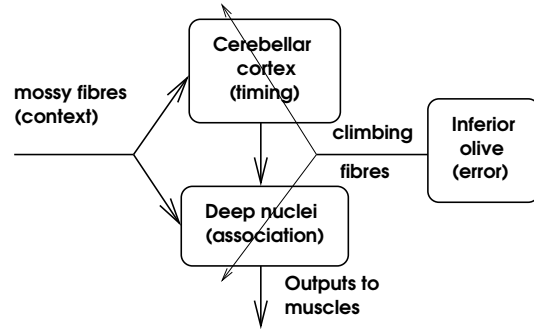 Cerebellar
cortex
(timing)
mossy fibres
(context)
climbing
fibres
Inferior
olive
(error)
Deep nuclei
(association)
Outputs to
muscles